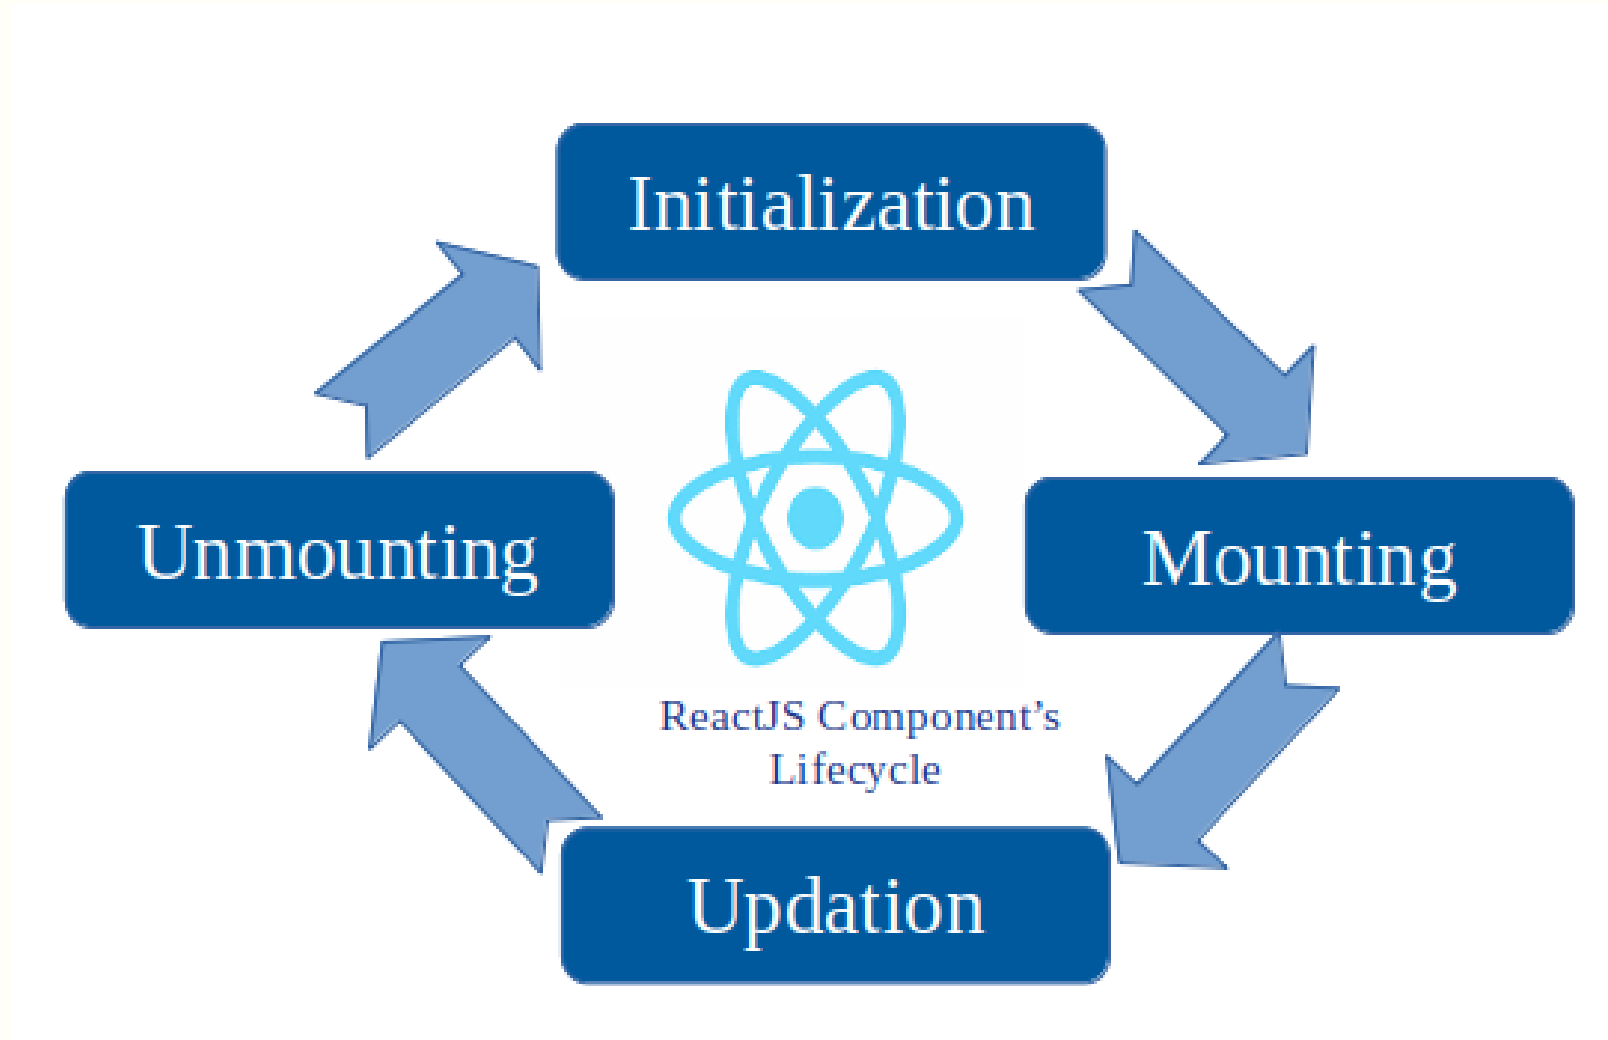 Initialization
Unmounting
Mounting
ReactJS Component’s
Lifecycle
Updation